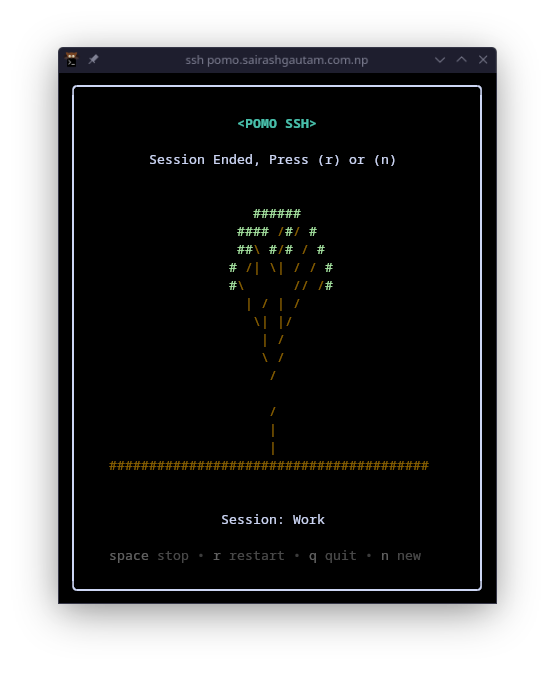 ssh pomo.sairashgautam.com.np
<POMO SSH>
Session Ended, Press (r) or (n)
######
#### /#/ #
##\ #/# / #
# /| \| / / #
#\      // /#
| / | /
\| |/
| /
\ /
/
/
|
|
########################################
Session: Work
space stop • r restart • q quit • n new